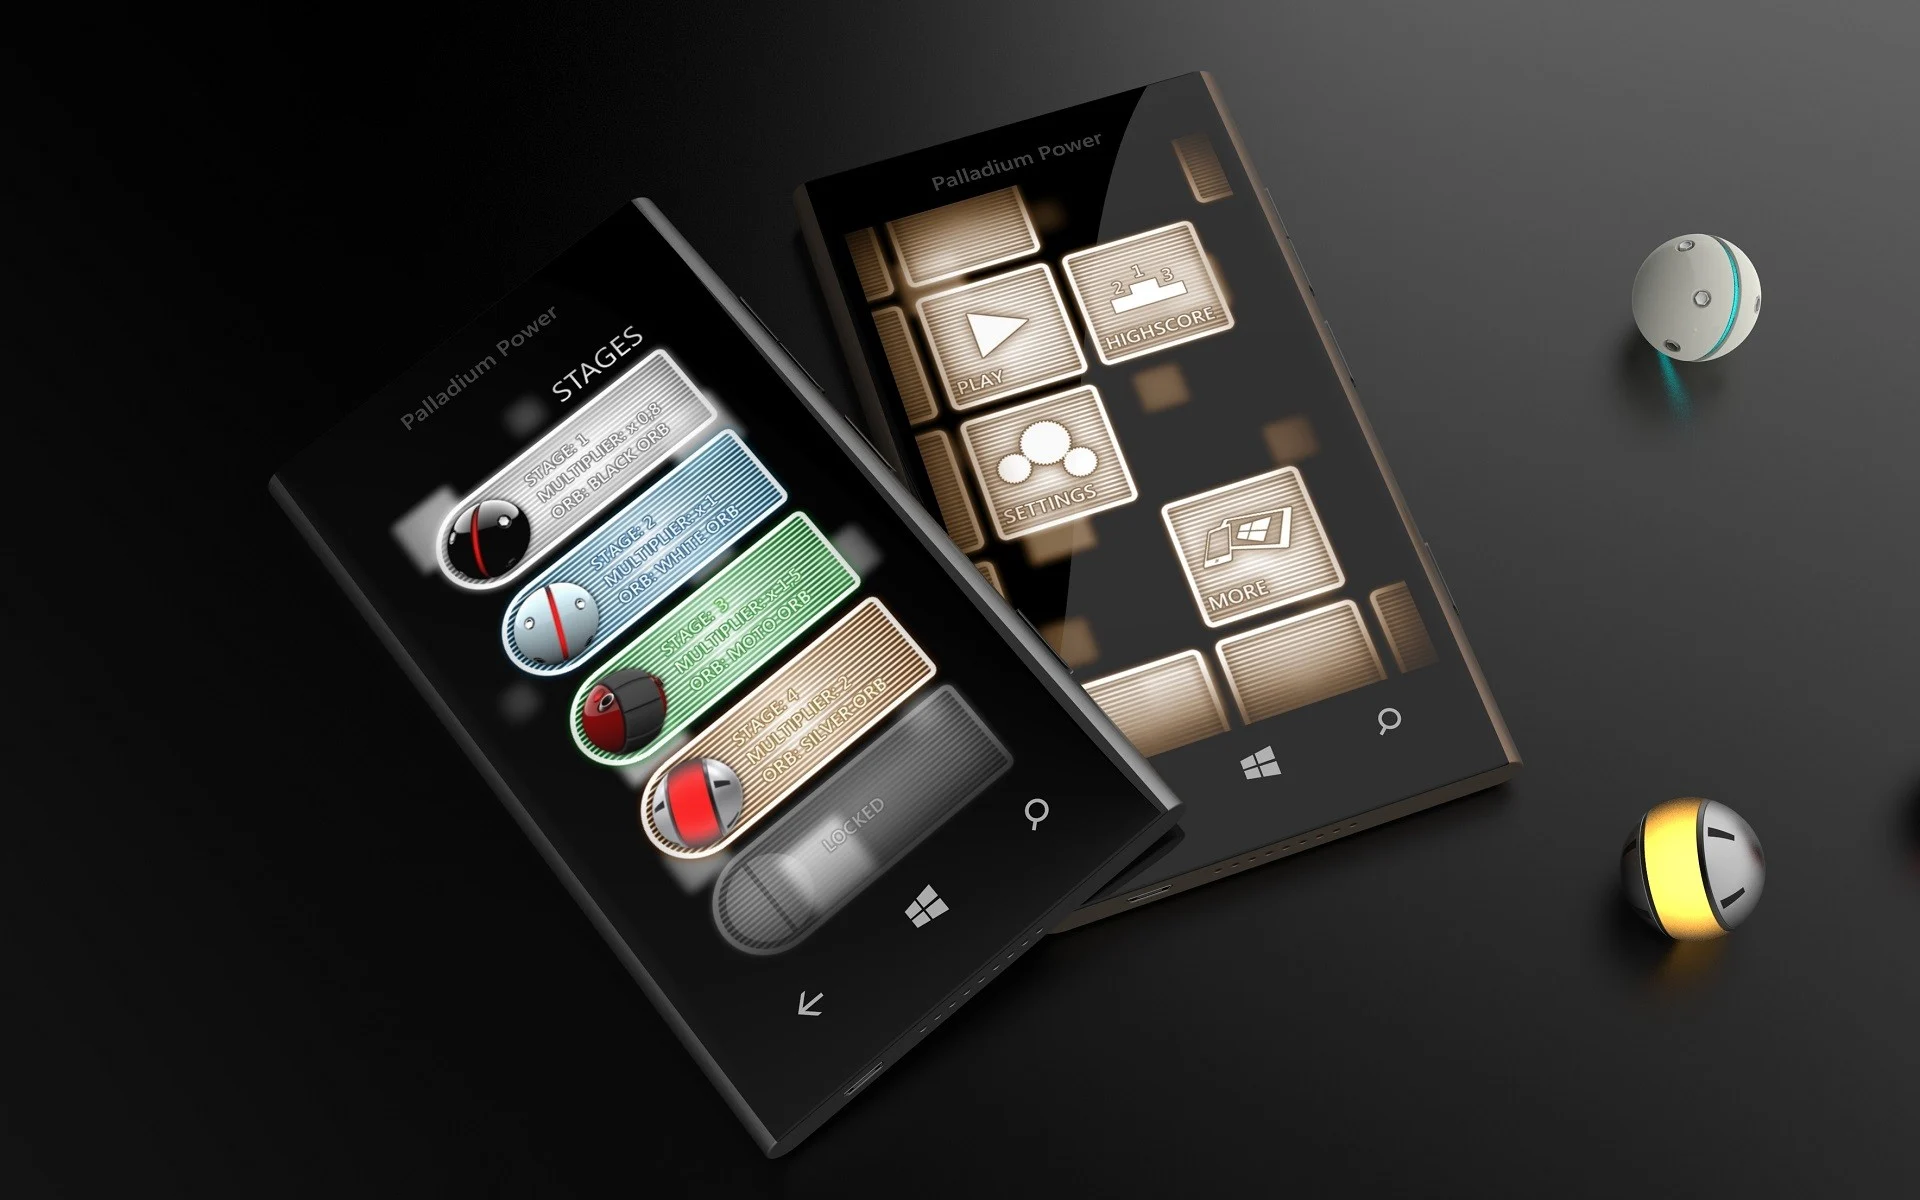 Palladium Power
STAGES
STAGE: 1
MULTIPLIER: x 0,8
ORB: BLACK ORB
STAGE: 2
MULTIPLIER: x 1
ORB: WHITE ORB
STAGE: 3
MULTIPLIER: x 1,5
ORB: MOTO-ORB
STAGE: 4
MULTIPLIER: 2
ORB: SILVER ORB
LOCKED
Palladium Power
PLAY
2 1 3
HIGHSCORE
SETTINGS
MORE